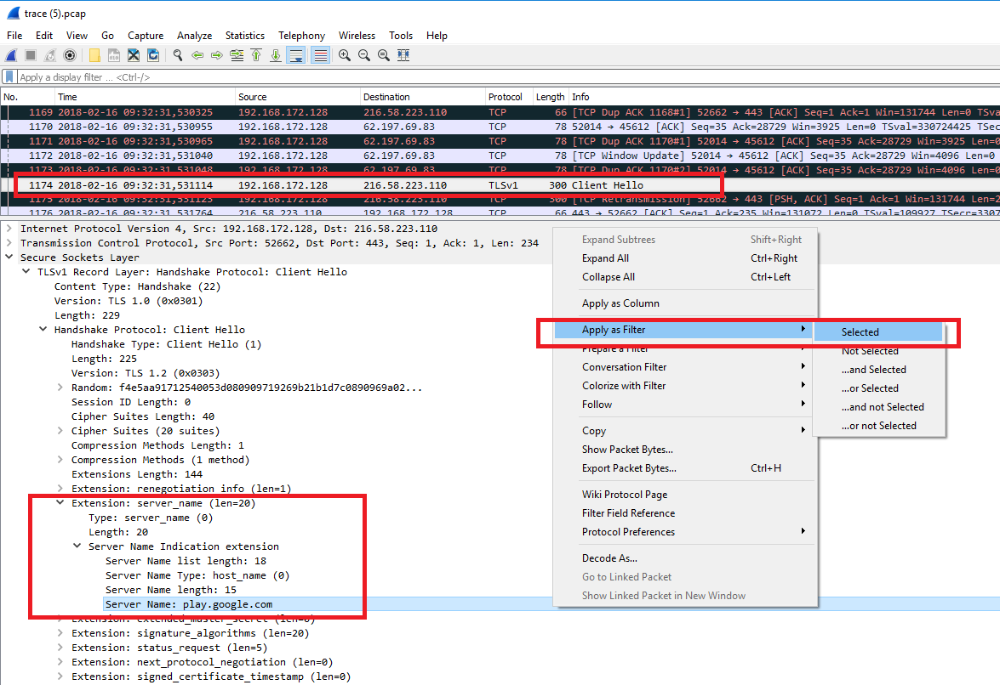 trace (5).pcap
File Edit View Go Capture Analyze Statistics Telephony Wireless Tools Help
Apply a display filter ... <Ctrl-/>
No. Time Source Destination Protocol Length Info
1169 2018-02-16 09:32:31,530325 192.168.172.128 216.58.223.110 TCP 66 [TCP Dup ACK 1168#1] 52662 → 443 [ACK] Seq=1 Ack=1 Win=131744 Len=0 TSva
1170 2018-02-16 09:32:31,530955 192.168.172.128 62.197.69.83 TCP 78 52014 → 45612 [ACK] Seq=35 Ack=28729 Win=3925 Len=0 TSval=330724425 TSec
1171 2018-02-16 09:32:31,530965 192.168.172.128 62.197.69.83 TCP 78 [TCP Dup ACK 1170#1] 52014 → 45612 [ACK] Seq=35 Ack=28729 Win=3925 Len=0
1172 2018-02-16 09:32:31,531040 192.168.172.128 62.197.69.83 TCP 78 [TCP Window Update] 52014 → 45612 [ACK] Seq=35 Ack=28729 Win=4096 Len=0
1173 2018-02-16 09:32:31,531048 192.168.172.128 62.197.69.83 TCP 78 [TCP Dup ACK 1170#2] 52014 → 45612 [ACK] Seq=35 Ack=28729 Win=4096 Len=0
1174 2018-02-16 09:32:31,531114 192.168.172.128 216.58.223.110 TLSv1 300 Client Hello
1175 2018-02-16 09:32:31,531125 192.168.172.128 216.58.223.110 TCP 300 [TCP Retransmission] 52662 → 443 [PSH, ACK] Seq=1 Ack=1 Win=131744 Len=2
1176 2018-02-16 09:32:31,531764 216.58.223.110 192.168.172.128 TCP 66 443 → 52662 [ACK] Seq=1 Ack=235 Win=131072 Len=0 TSval=109927 TSecr=3307
Internet Protocol Version 4, Src: 192.168.172.128, Dst: 216.58.223.110
Transmission Control Protocol, Src Port: 52662, Dst Port: 443, Seq: 1, Ack: 1, Len: 234
Secure Sockets Layer
TLSv1 Record Layer: Handshake Protocol: Client Hello
Content Type: Handshake (22)
Version: TLS 1.0 (0x0301)
Length: 229
Handshake Protocol: Client Hello
Handshake Type: Client Hello (1)
Length: 225
Version: TLS 1.2 (0x0303)
Random: f4e5aa91712540053d080909719269b21b1d7c0890969a02...
Session ID Length: 0
Cipher Suites Length: 40
Cipher Suites (20 suites)
Compression Methods Length: 1
Compression Methods (1 method)
Extensions Length: 144
Extension: renegotiation_info (len=1)
Extension: server_name (len=20)
Type: server_name (0)
Length: 20
Server Name Indication extension
Server Name list length: 18
Server Name Type: host_name (0)
Server Name length: 15
Server Name: play.google.com
Extension: extended_master_secret (len=0)
Extension: signature_algorithms (len=20)
Extension: status_request (len=5)
Extension: next_protocol_negotiation (len=0)
Extension: signed_certificate_timestamp (len=0)
Expand Subtrees Shift+Right
Expand All Ctrl+Right
Collapse All Ctrl+Left
Apply as Column
Apply as Filter
Prepare a Filter
Conversation Filter
Colorize with Filter
Follow
Copy
Show Packet Bytes...
Export Packet Bytes... Ctrl+H
Wiki Protocol Page
Filter Field Reference
Protocol Preferences
Decode As...
Go to Linked Packet
Show Linked Packet in New Window
Selected
Not Selected
...and Selected
...or Selected
...and not Selected
...or not Selected